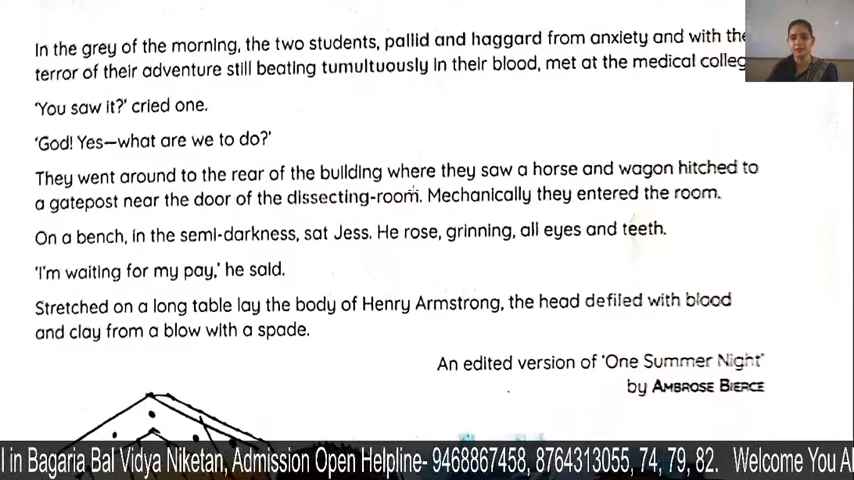 In the grey of the morning, the two students, pallid and haggard from anxiety and with the
terror of their adventure still beating tumultuously in their blood, met at the medical colleg
'You saw it?' cried one.
'God! Yes—what are we to do?'
They went around to the rear of the building where they saw a horse and wagon hitched to
a gatepost near the door of the dissecting-room. Mechanically they entered the room.
On a bench, in the semi-darkness, sat Jess. He rose, grinning, all eyes and teeth.
'I'm waiting for my pay,' he said.
Stretched on a long table lay the body of Henry Armstrong, the head defiled with blood
and clay from a blow with a spade.
An edited version of 'One Summer Night'
by AMBROSE BIERCE
l in Bagaria Bal Vidya Niketan, Admission Open Helpline- 9468867458, 8764313055, 74, 79, 82. Welcome You Al